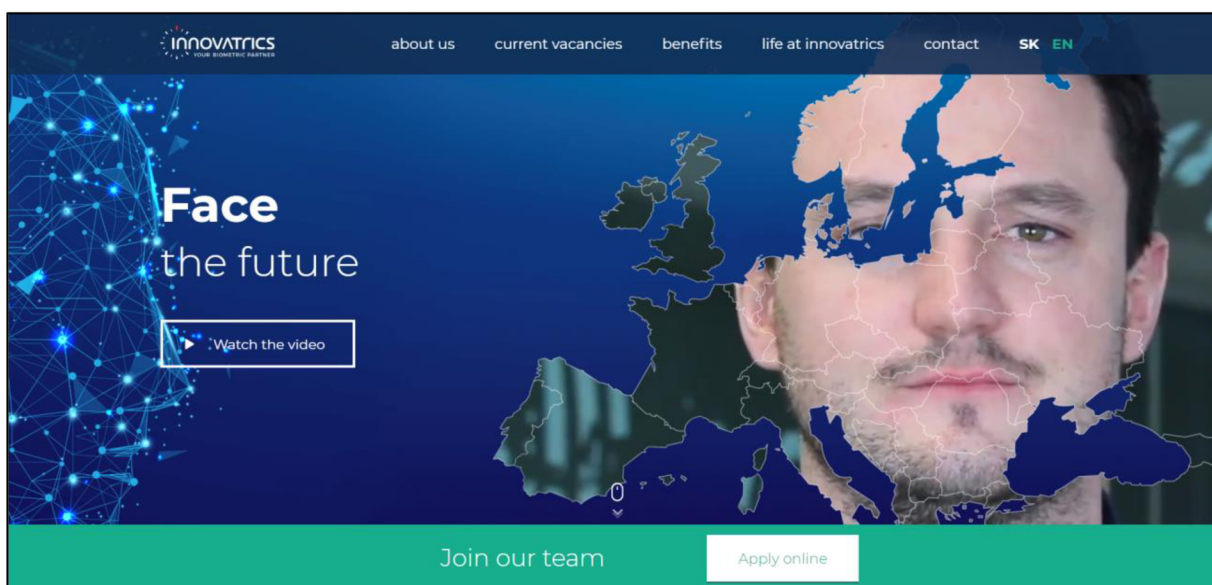 INNOVATRICS
YOUR BIOMETRIC PARTNER
about us current vacancies benefits life at innovatrics contact SK EN
Face
the future
Watch the video
Join our team Apply online